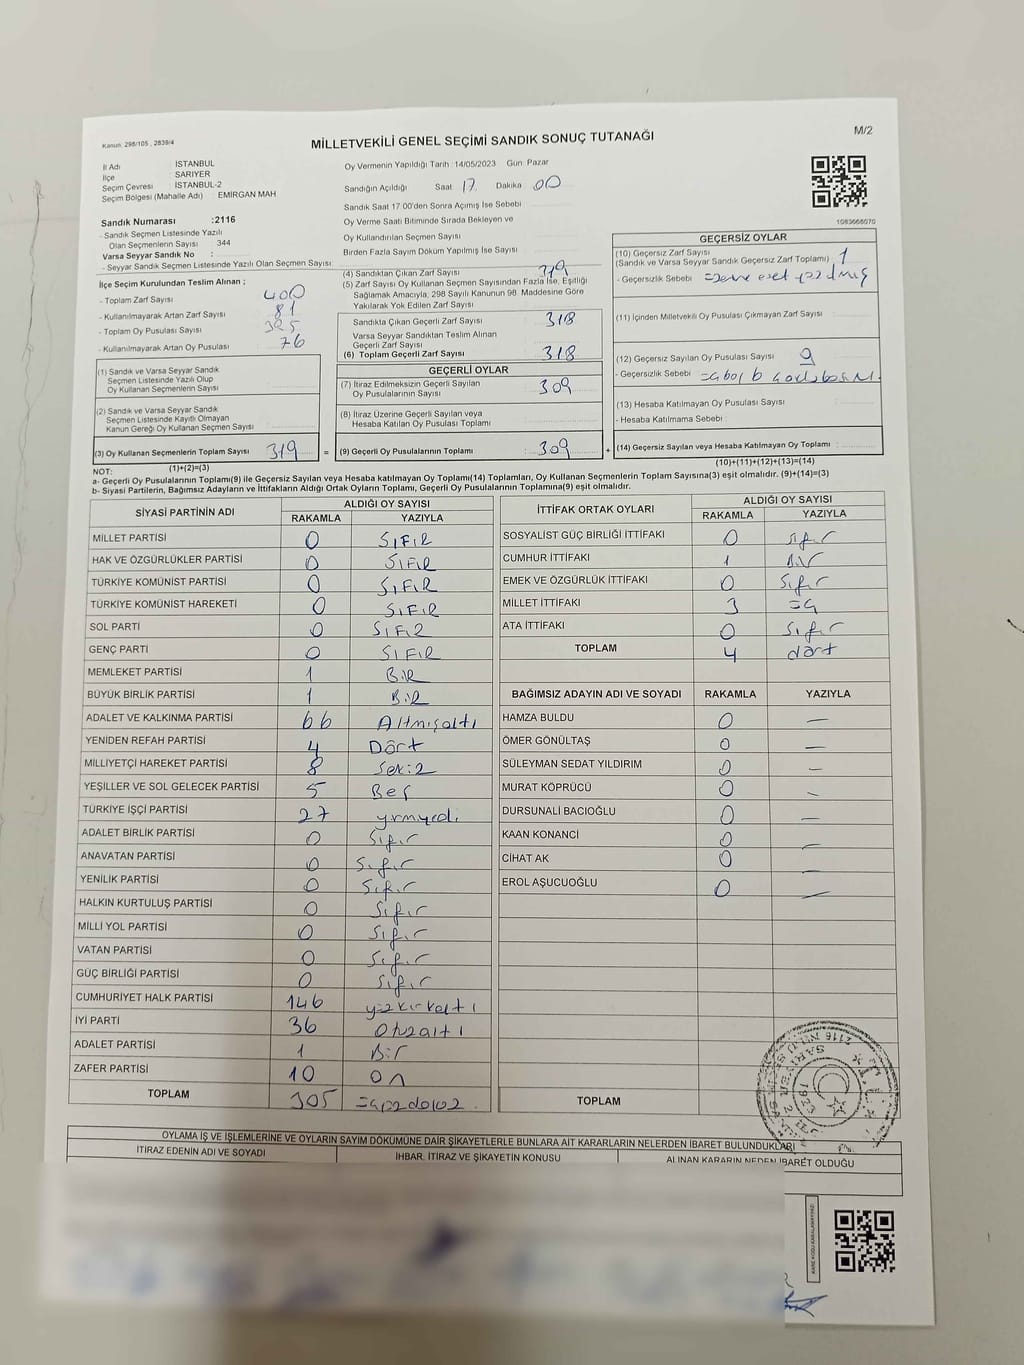 Kanun. 298/105 , 2839/4
MİLLETVEKİLİ GENEL SEÇİMİ SANDIK SONUÇ TUTANAĞI
M/2
İl Adı : İSTANBUL
İlçe : SARIYER
Seçim Çevresi : İSTANBUL-2
Seçim Bölgesi (Mahalle Adı) : EMİRGAN MAH
Sandık Numarası :2116
- Sandık Seçmen Listesinde Yazılı
Olan Seçmenlerin Sayısı : 344
Varsa Seyyar Sandık No :
- Seyyar Sandık Seçmen Listesinde Yazılı Olan Seçmen Sayısı:
İlçe Seçim Kurulundan Teslim Alınan ;
- Toplam Zarf Sayısı : 400
- Kullanılmayarak Artan Zarf Sayısı : 81
- Toplam Oy Pusulası Sayısı : 385
- Kullanılmayarak Artan Oy Pusulası : 76
(1) Sandık ve Varsa Seyyar Sandık
Seçmen Listesinde Yazılı Olup
Oy Kullanan Seçmenlerin Sayısı :
(2) Sandık ve Varsa Seyyar Sandık
Seçmen Listesinde Kayıtlı Olmayan
Kanun Gereği Oy Kullanan Seçmen Sayısı :
(3) Oy Kullanan Seçmenlerin Toplam Sayısı : 319
(1)+(2)=(3)
Oy Vermenin Yapıldığı Tarih :14/05/2023 Gün: Pazar
Sandığın Açıldığı Saat 17. Dakika 00
Sandık Saat 17:00'den Sonra Açılmış İse Sebebi :
Oy Verme Saati Bitiminde Sırada Bekleyen ve
Oy Kullandırılan Seçmen Sayısı :
Birden Fazla Sayım Döküm Yapılmış İse Sayısı :
(4) Sandıktan Çıkan Zarf Sayısı : 319
(5) Zarf Sayısı Oy Kullanan Seçmen Sayısından Fazla İse, Eşitliği
Sağlamak Amacıyla; 298 Sayılı Kanunun 98. Maddesine Göre
Yakılarak Yok Edilen Zarf Sayısı :
Sandıkta Çıkan Geçerli Zarf Sayısı : 318
Varsa Seyyar Sandıktan Teslim Alınan
Geçerli Zarf Sayısı :
(6) Toplam Geçerli Zarf Sayısı : 318
GEÇERLİ OYLAR
(7) İtiraz Edilmeksizin Geçerli Sayılan
Oy Pusulalarının Sayısı : 309
(8) İtiraz Üzerine Geçerli Sayılan veya
Hesaba Katılan Oy Pusulası Toplamı :
= (9) Geçerli Oy Pusulalarının Toplamı : 309 +
1083668070
GEÇERSİZ OYLAR
(10) Geçersiz Zarf Sayısı
(Sandık ve Varsa Seyyar Sandık Geçersiz Zarf Toplamı) : 1
- Geçersizlik Sebebi :
(11) İçinden Milletvekili Oy Pusulası Çıkmayan Zarf Sayısı :
(12) Geçersiz Sayılan Oy Pusulası Sayısı : 9
- Geçersizlik Sebebi :
(13) Hesaba Katılmayan Oy Pusulası Sayısı :
- Hesaba Katılmama Sebebi :
(14) Geçersiz Sayılan veya Hesaba Katılmayan Oy Toplamı :
(10)+(11)+(12)+(13)=(14)
NOT:
a- Geçerli Oy Pusulalarının Toplamı(9) ile Geçersiz Sayılan veya Hesaba katılmayan Oy Toplamı(14) Toplamları, Oy Kullanan Seçmenlerin Toplam Sayısına(3) eşit olmalıdır. (9)+(14)=(3)
b- Siyasi Partilerin, Bağımsız Adayların ve İttifakların Aldığı Ortak Oyların Toplamı, Geçerli Oy Pusulalarının Toplamına(9) eşit olmalıdır.
SİYASİ PARTİNİN ADI ALDIĞI OY SAYISI
RAKAMLA YAZIYLA
MİLLET PARTİSİ 0 SIFIR
HAK VE ÖZGÜRLÜKLER PARTİSİ 0 SIFIR
TÜRKİYE KOMÜNİST PARTİSİ 0 SIFIR
TÜRKİYE KOMÜNİST HAREKETİ 0 SIFIR
SOL PARTİ 0 SIFIR
GENÇ PARTİ 0 SIFIR
MEMLEKET PARTİSİ 1 BİR
BÜYÜK BİRLİK PARTİSİ 1 BİR
ADALET VE KALKINMA PARTİSİ 66 Altmışaltı
YENİDEN REFAH PARTİSİ 4 Dört
MİLLİYETÇİ HAREKET PARTİSİ 8 Sekiz
YEŞİLLER VE SOL GELECEK PARTİSİ 5 Beş
TÜRKİYE İŞÇİ PARTİSİ 27 yirmiyedi
ADALET BİRLİK PARTİSİ 0 Sıfır
ANAVATAN PARTİSİ 0 Sıfır
YENİLİK PARTİSİ 0 Sıfır
HALKIN KURTULUŞ PARTİSİ 0 Sıfır
MİLLİ YOL PARTİSİ 0 Sıfır
VATAN PARTİSİ 0 Sıfır
GÜÇ BİRLİĞİ PARTİSİ 0 Sıfır
CUMHURİYET HALK PARTİSİ 146 yüzkırkaltı
İYİ PARTİ 36 Otuzaltı
ADALET PARTİSİ 1 Bir
ZAFER PARTİSİ 10 On
TOPLAM 305
İTTİFAK ORTAK OYLARI ALDIĞI OY SAYISI
RAKAMLA YAZIYLA
SOSYALİST GÜÇ BİRLİĞİ İTTİFAKI 0 sıfır
CUMHUR İTTİFAKI 1 bir
EMEK VE ÖZGÜRLÜK İTTİFAKI 0 Sıfır
MİLLET İTTİFAKI 3 üç
ATA İTTİFAKI 0 Sıfır
TOPLAM 4 dört
BAĞIMSIZ ADAYIN ADI VE SOYADI RAKAMLA YAZIYLA
HAMZA BULDU 0 —
ÖMER GÖNÜLTAŞ 0 —
SÜLEYMAN SEDAT YILDIRIM 0 —
MURAT KÖPRÜCÜ 0 —
DURSUNALİ BACIOĞLU 0 —
KAAN KONANCİ 0 —
CİHAT AK 0 —
EROL AŞUCUOĞLU 0 —
TOPLAM
OYLAMA İŞ VE İŞLEMLERİNE VE OYLARIN SAYIM DÖKÜMÜNE DAİR ŞİKAYETLERLE BUNLARA AİT KARARLARIN NELERDEN İBARET BULUNDUKLARI
İTİRAZ EDENİN ADI VE SOYADI İHBAR, İTİRAZ VE ŞİKAYETİN KONUSU ALINAN KARARIN NEDEN İBARET OLDUĞU